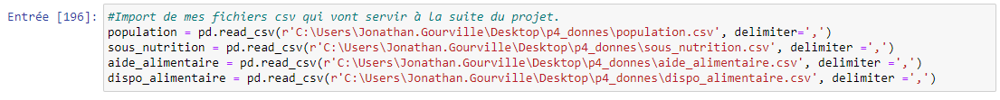 Entrée [196]: #Import de mes fichiers csv qui vont servir à la suite du projet.
population = pd.read_csv(r'C:\Users\Jonathan.Gourville\Desktop\p4_donnes\population.csv', delimiter=',')
sous_nutrition = pd.read_csv(r'C:\Users\Jonathan.Gourville\Desktop\p4_donnes\sous_nutrition.csv', delimiter =',')
aide_alimentaire = pd.read_csv(r'C:\Users\Jonathan.Gourville\Desktop\p4_donnes\aide_alimentaire.csv', delimiter =',')
dispo_alimentaire = pd.read_csv(r'C:\Users\Jonathan.Gourville\Desktop\p4_donnes\dispo_alimentaire.csv', delimiter =',')